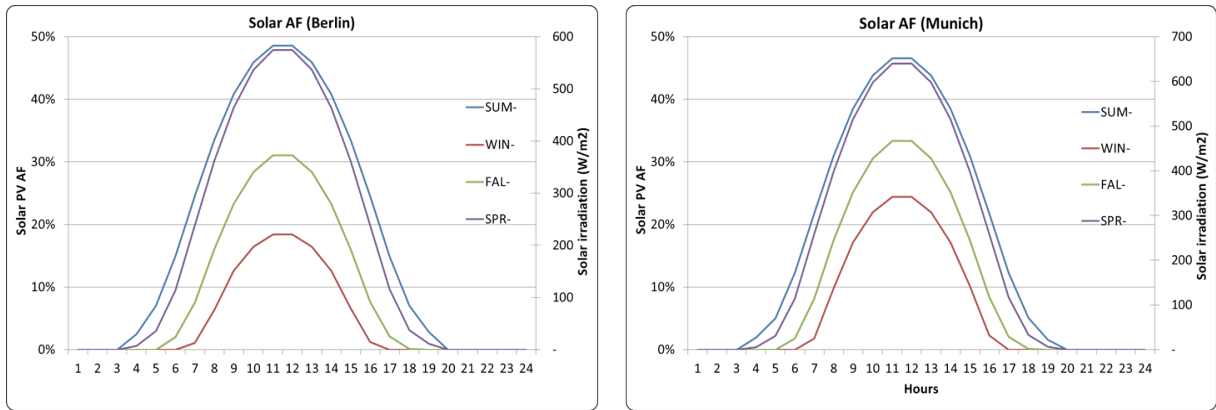 Solar AF (Berlin)
50%
40%
30%
20%
10%
0%
Solar PV AF
600
500
400
300
200
100
-
Solar irradiation (W/m2)
SUM-
WIN-
FAL-
SPR-
1 2 3 4 5 6 7 8 9 10 11 12 13 14 15 16 17 18 19 20 21 22 23 24
Solar AF (Munich)
50%
40%
30%
20%
10%
0%
Solar PV AF
700
600
500
400
300
200
100
-
Solar irradiation (W/m2)
SUM-
WIN-
FAL-
SPR-
1 2 3 4 5 6 7 8 9 10 11 12 13 14 15 16 17 18 19 20 21 22 23 24
Hours